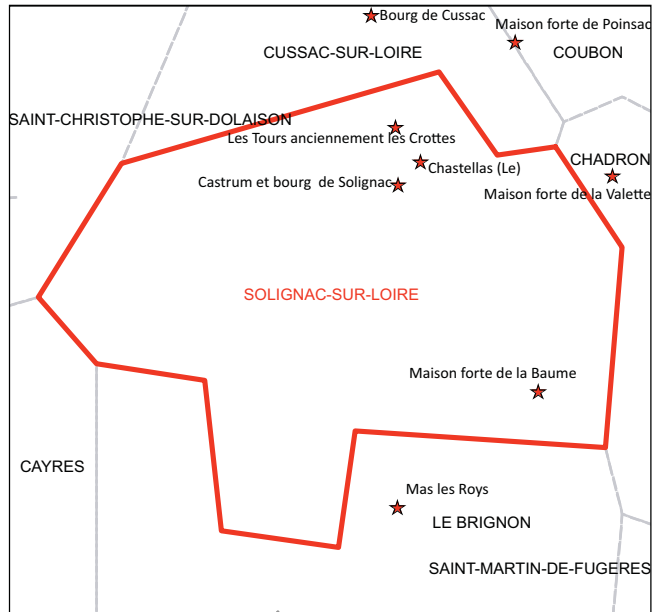 Bourg de Cussac
Maison forte de Poinsac
CUSSAC-SUR-LOIRE
COUBON
SAINT-CHRISTOPHE-SUR-DOLAISON
Les Tours anciennement les Crottes
Chastellas (Le)
CHADRON
Castrum et bourg de Solignac
Maison forte de la Valette
SOLIGNAC-SUR-LOIRE
Maison forte de la Baume
CAYRES
Mas les Roys
LE BRIGNON
SAINT-MARTIN-DE-FUGERES